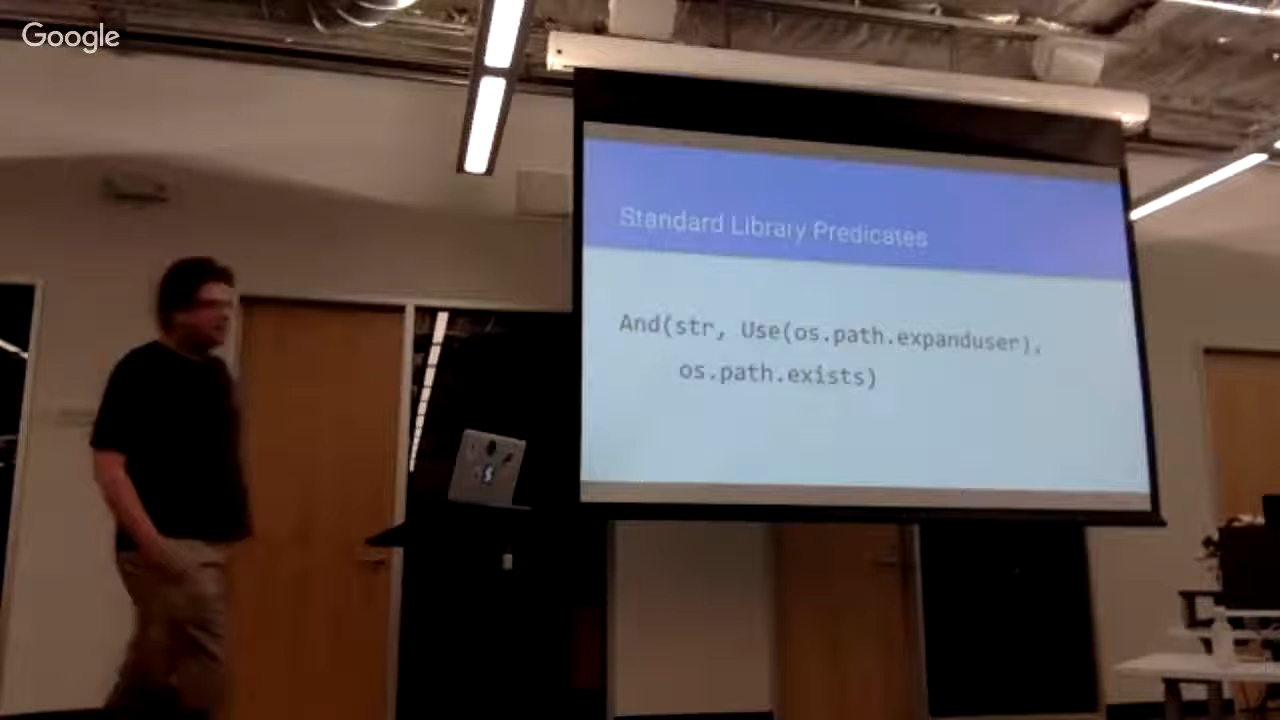 Google
Standard Library Predicates
And(str, Use(os.path.expanduser),
os.path.exists)